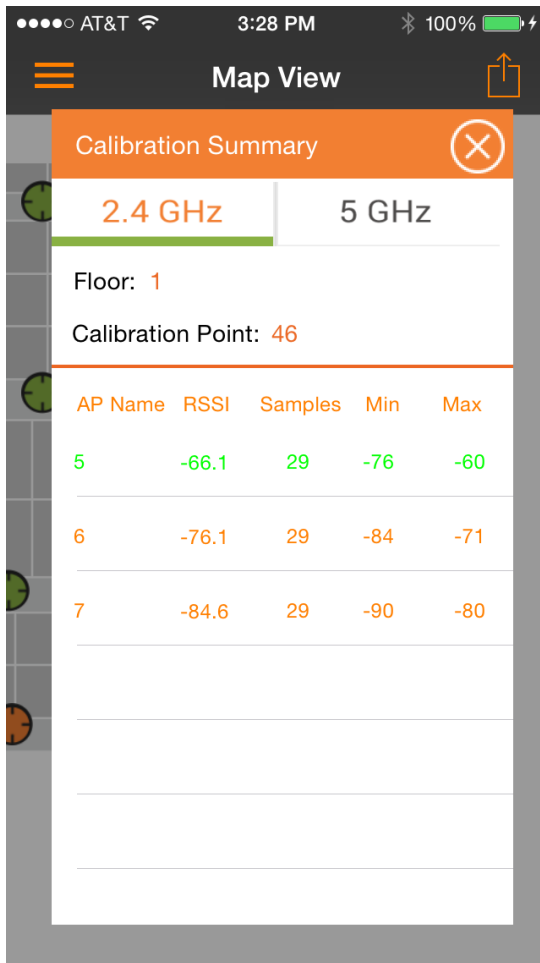 AT&T 3:28 PM 100%
Map View
Calibration Summary
2.4 GHz 5 GHz
Floor: 1
Calibration Point: 46
AP Name RSSI Samples Min Max
5 -66.1 29 -76 -60
6 -76.1 29 -84 -71
7 -84.6 29 -90 -80